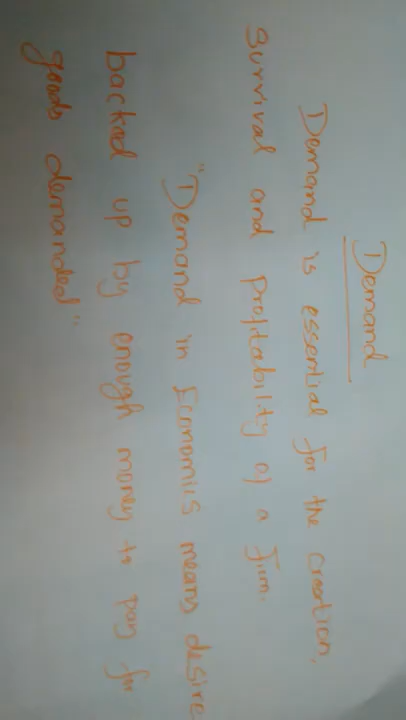 Demand
Demand is essential for the creation,
Survival and Profitability of a firm.
"Demand in Economics means desire
backed up by enough money to pay for
goods demanded"